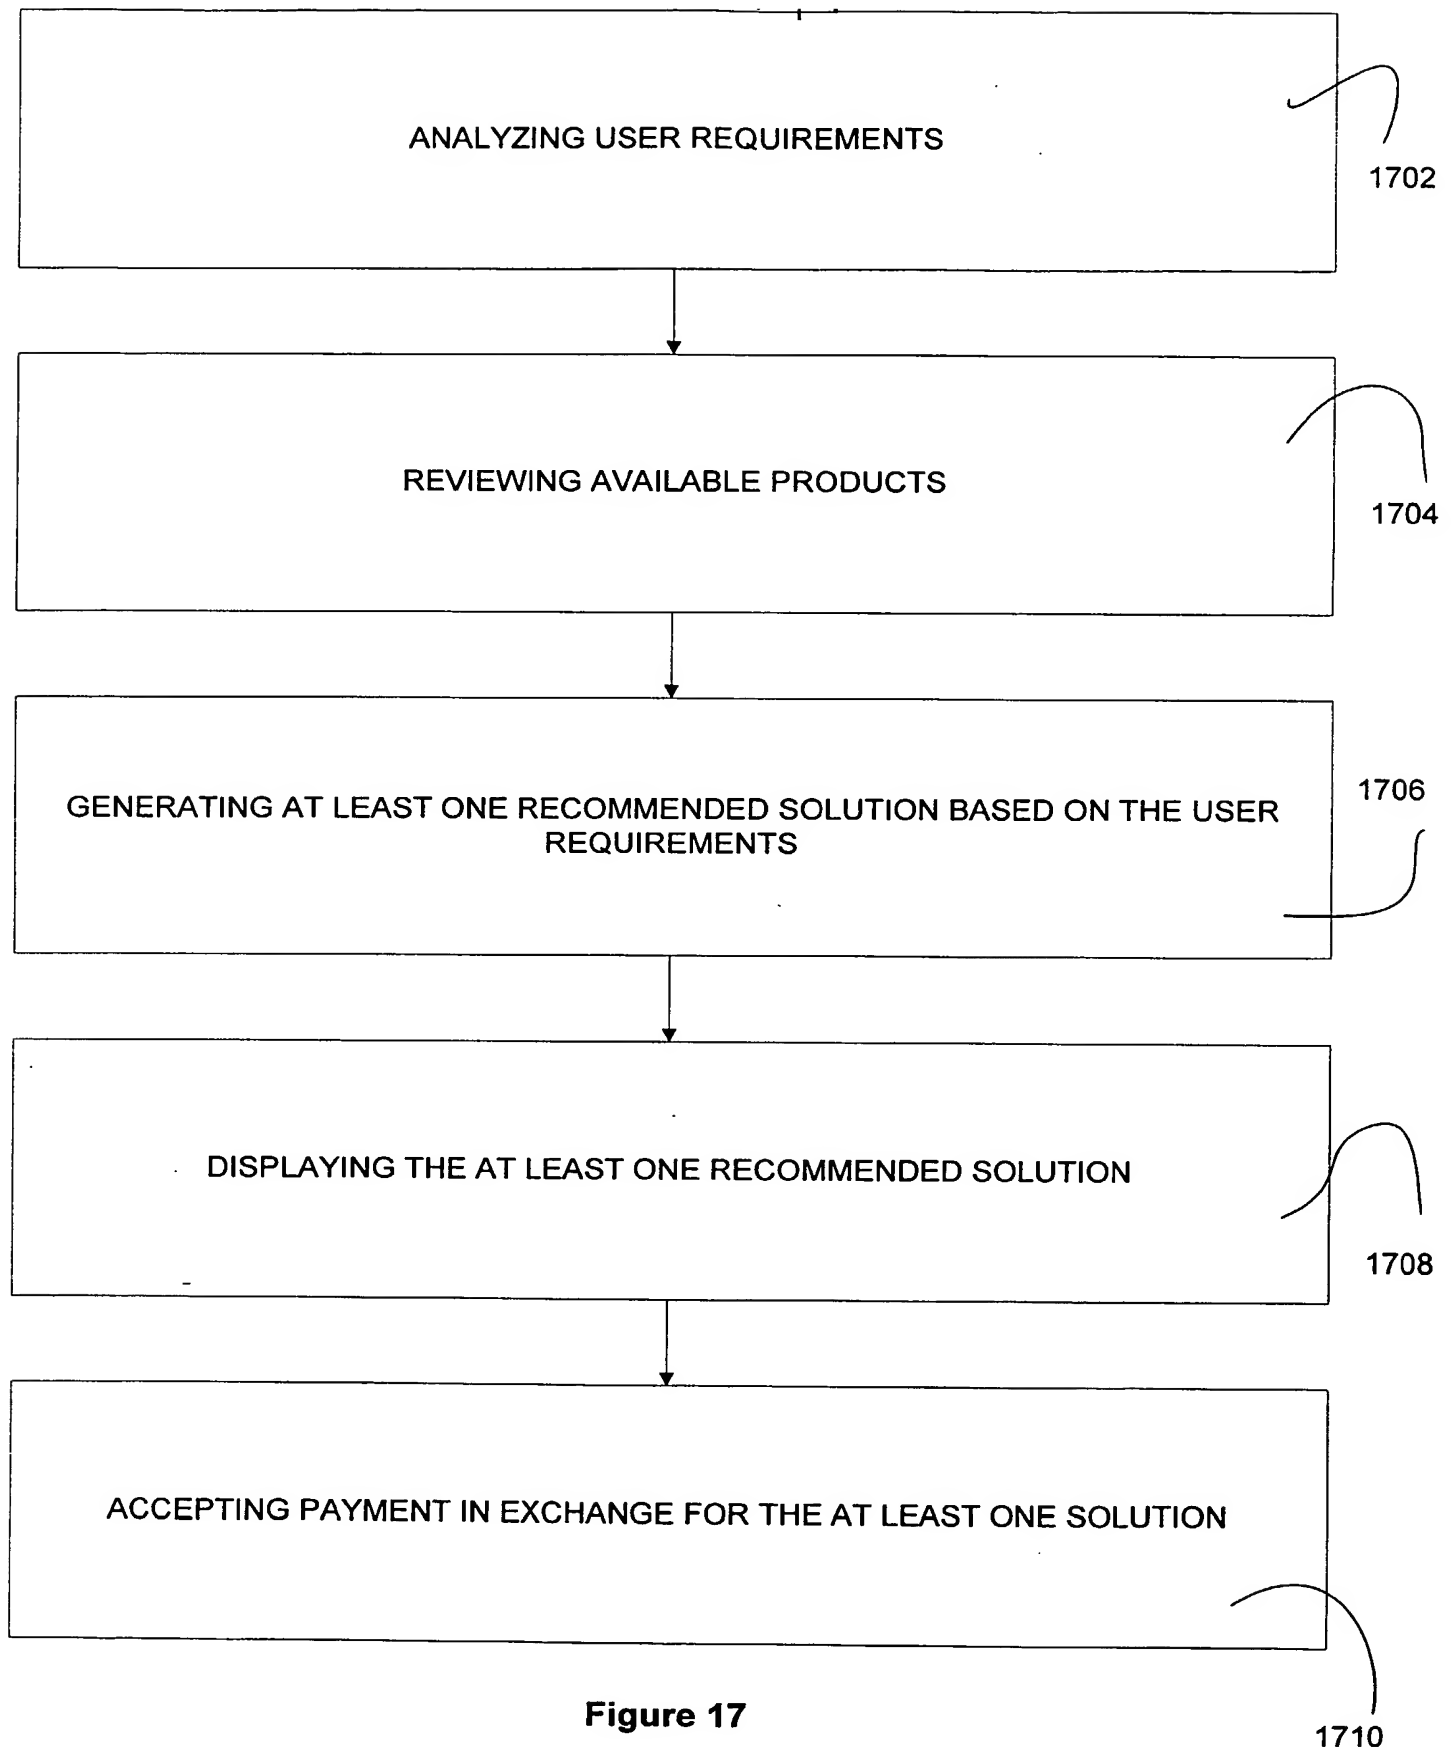 ANALYZING USER REQUIREMENTS
1702
REVIEWING AVAILABLE PRODUCTS
1704
GENERATING AT LEAST ONE RECOMMENDED SOLUTION BASED ON THE USER
REQUIREMENTS
1706
DISPLAYING THE AT LEAST ONE RECOMMENDED SOLUTION
1708
ACCEPTING PAYMENT IN EXCHANGE FOR THE AT LEAST ONE SOLUTION
1710
Figure 17